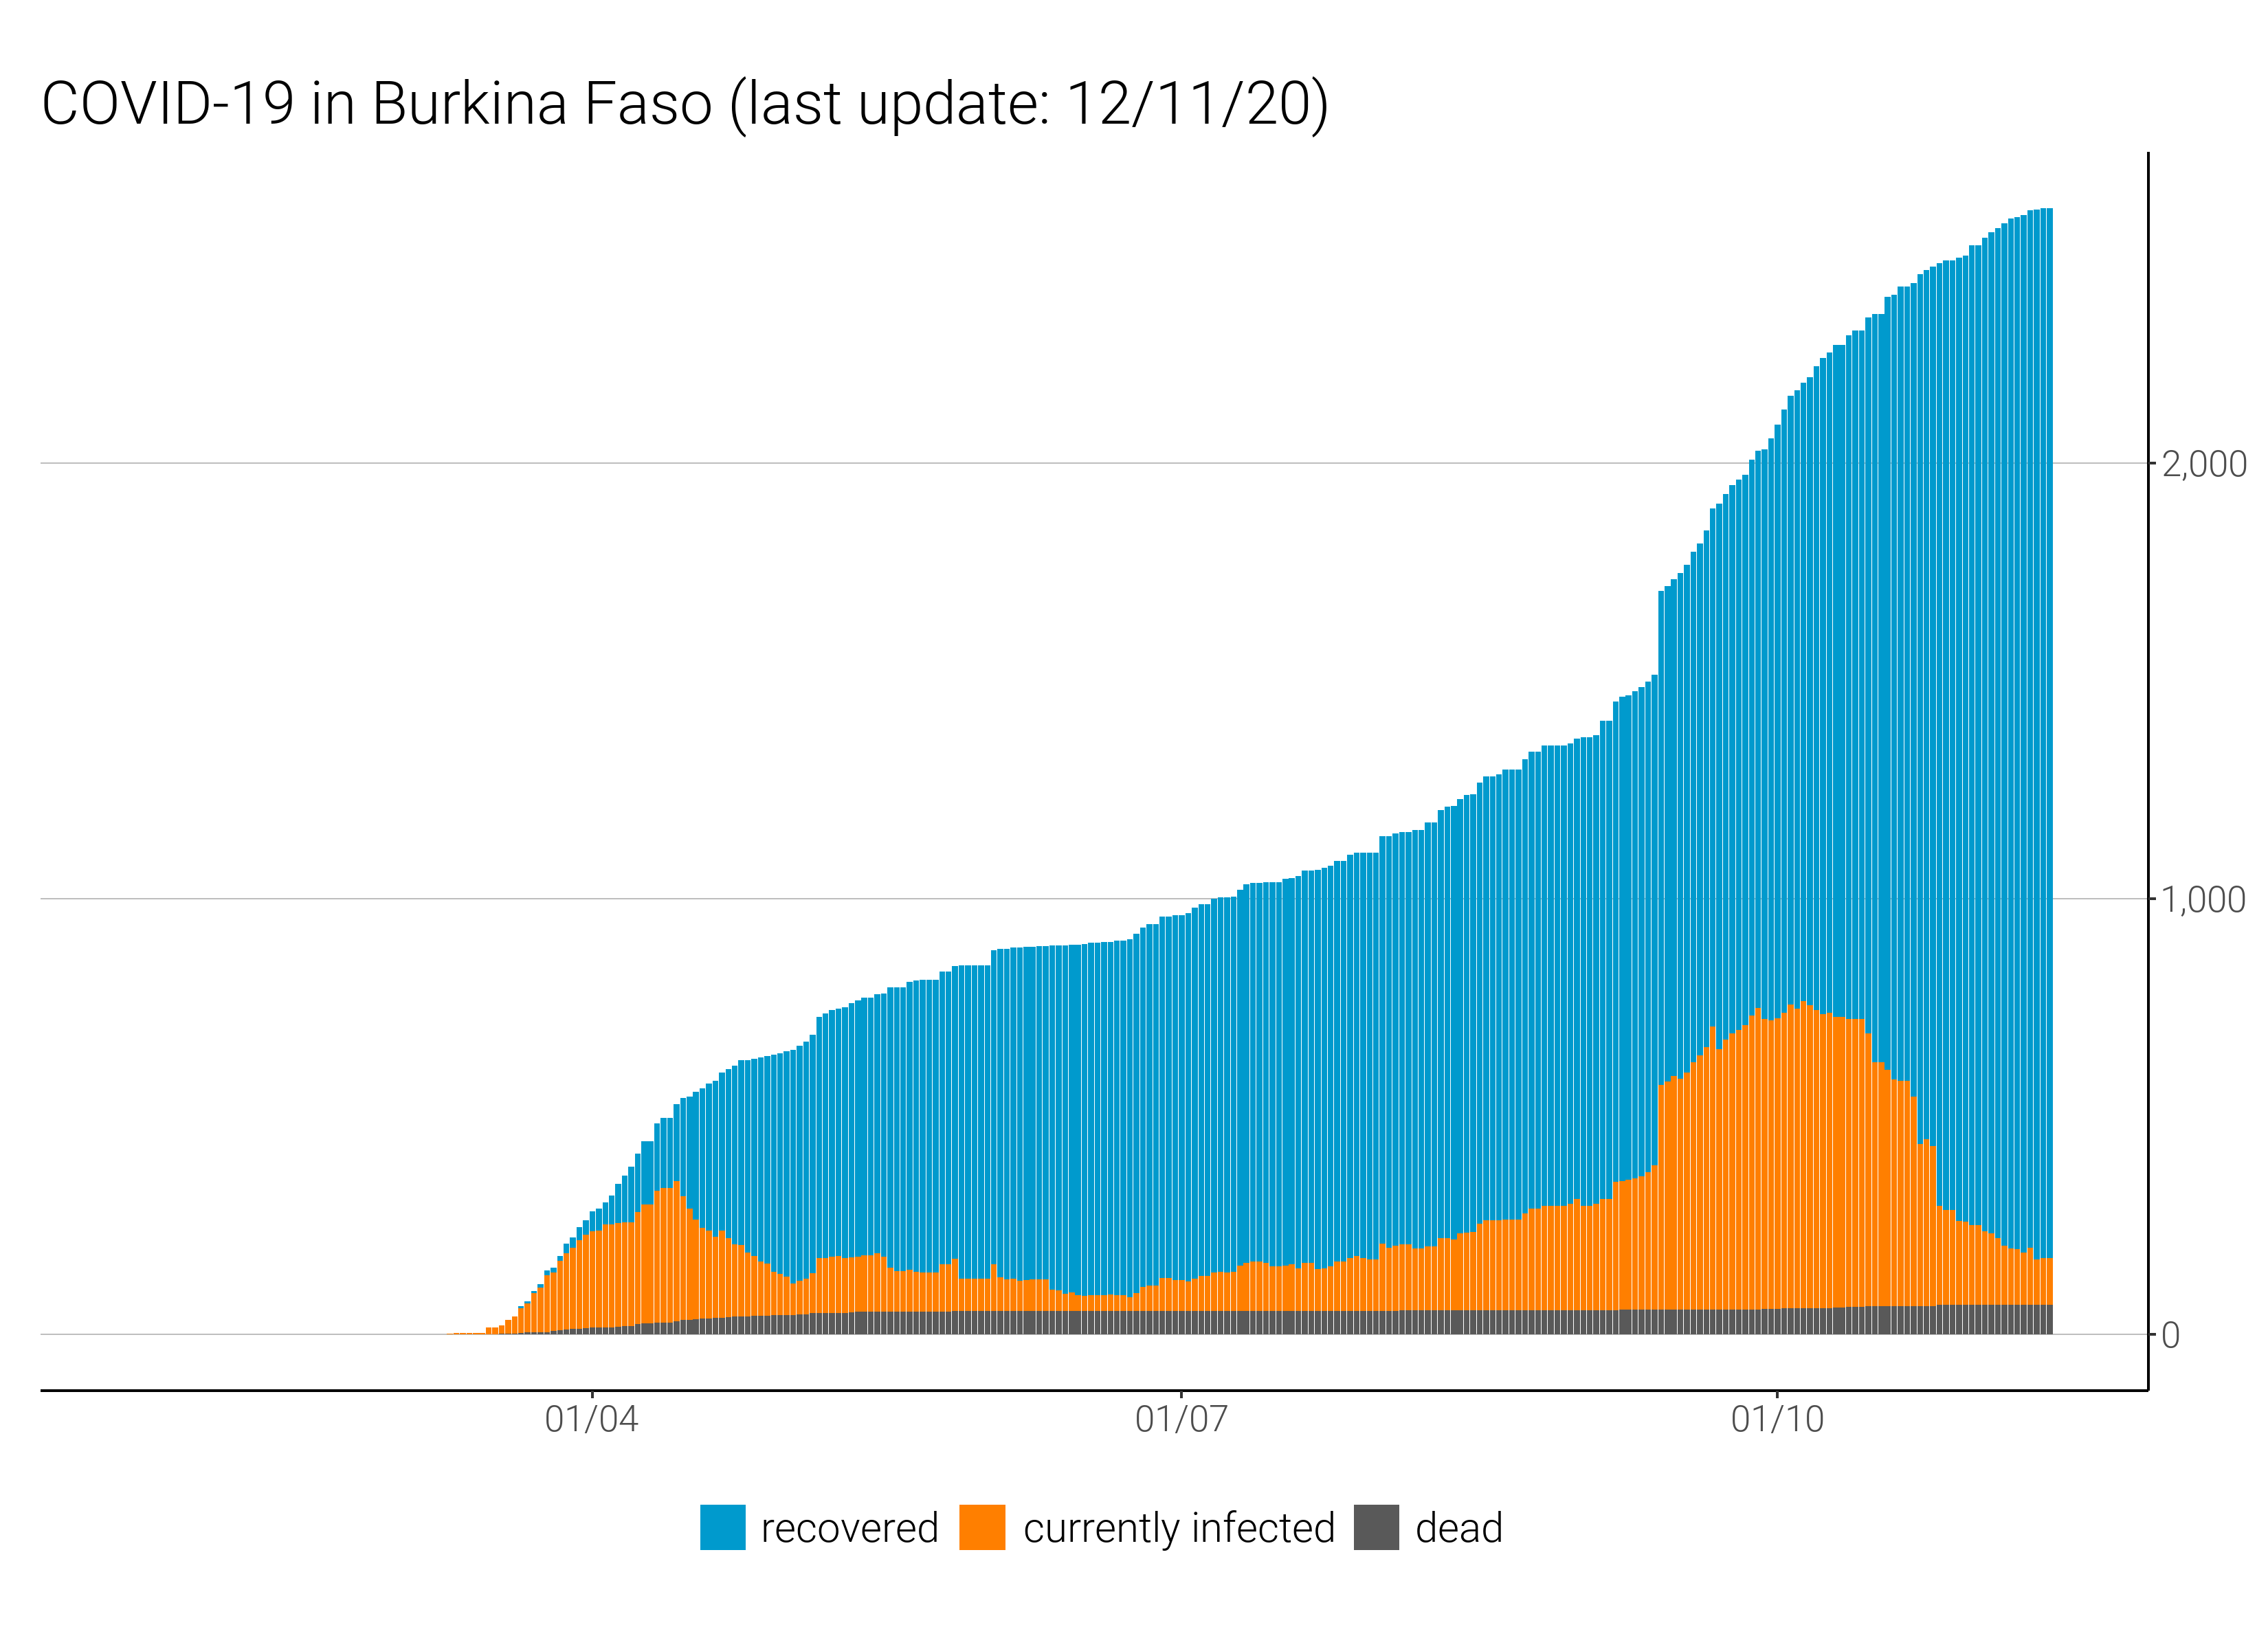 COVID-19 in Burkina Faso (last update: 12/11/20)
2,000
1,000
0
01/04 01/07 01/10
recovered currently infected dead